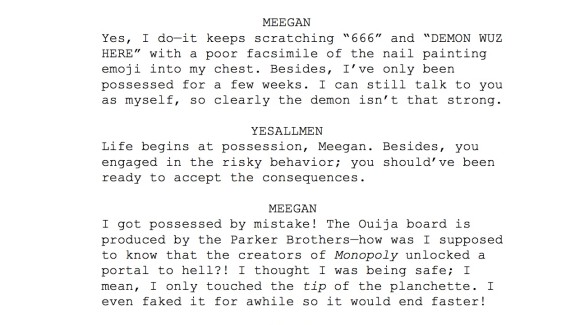 MEEGAN
Yes, I do—it keeps scratching “666” and “DEMON WUZ
HERE” with a poor facsimile of the nail painting
emoji into my chest. Besides, I’ve only been
possessed for a few weeks. I can still talk to you
as myself, so clearly the demon isn’t that strong.
YESALLMEN
Life begins at possession, Meegan. Besides, you
engaged in the risky behavior; you should’ve been
ready to accept the consequences.
MEEGAN
I got possessed by mistake! The Ouija board is
produced by the Parker Brothers—how was I supposed
to know that the creators of Monopoly unlocked a
portal to hell?! I thought I was being safe; I
mean, I only touched the tip of the planchette. I
even faked it for awhile so it would end faster!